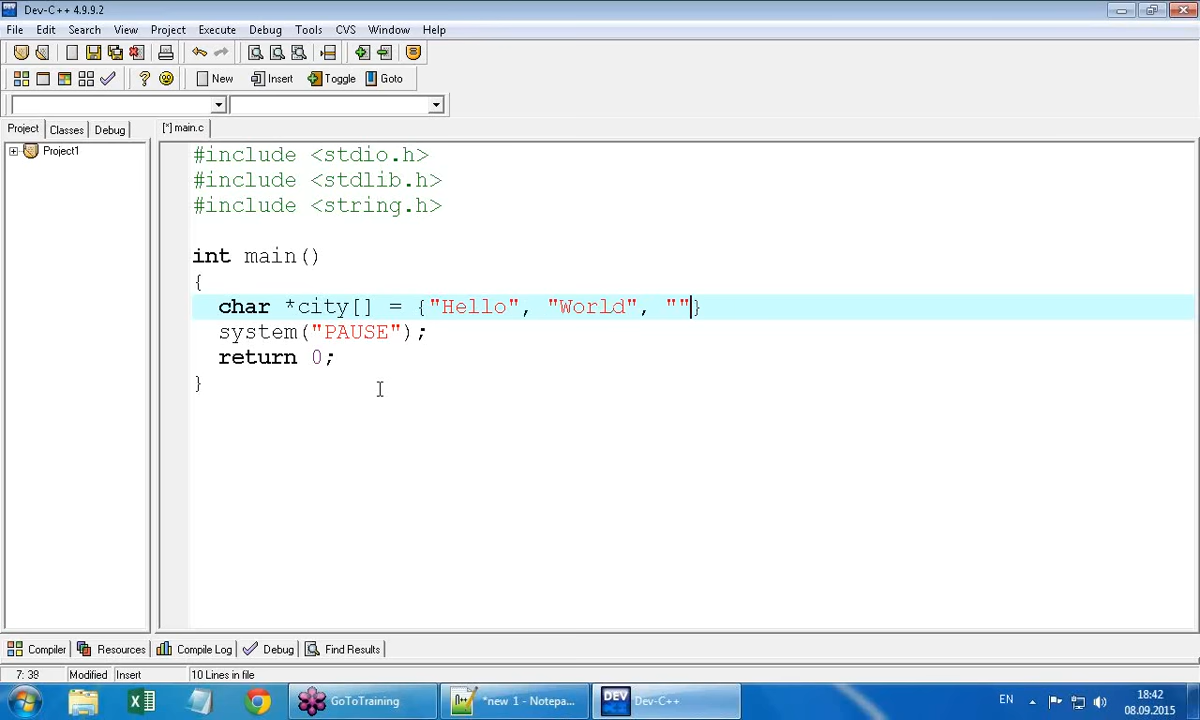 Dev-C++ 4.9.9.2
File Edit Search View Project Execute Debug Tools CVS Window Help
New Insert Toggle Goto
Project Classes Debug [*] main.c
Project1
#include <stdio.h>
#include <stdlib.h>
#include <string.h>
int main()
{
char *city[] = {"Hello", "World", ""}
system("PAUSE");
return 0;
}
Compiler Resources Compile Log Debug Find Results
7: 39 Modified Insert 10 Lines in file
GoToTraining *new 1 - Notepa... DEV Dev-C++ EN 18:42
08.09.2015